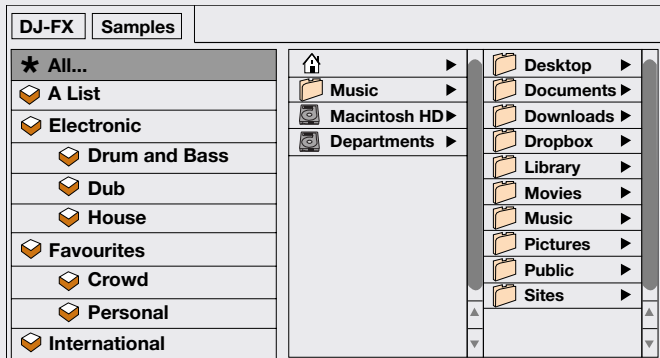 DJ-FX Samples
All...
A List
Electronic
Drum and Bass
Dub
House
Favourites
Crowd
Personal
International
Music
Macintosh HD
Departments
Desktop
Documents
Downloads
Dropbox
Library
Movies
Music
Pictures
Public
Sites